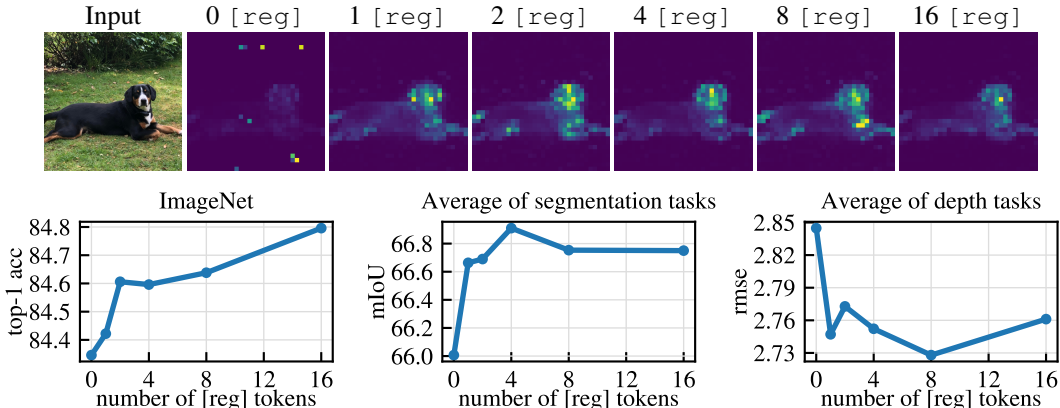 Input 0 [reg] 1 [reg] 2 [reg] 4 [reg] 8 [reg] 16 [reg]
ImageNet
top-1 acc
84.8
84.7
84.6
84.5
84.4
0 4 8 12 16
number of [reg] tokens
Average of segmentation tasks
mIoU
66.8
66.6
66.4
66.2
66.0
0 4 8 12 16
number of [reg] tokens
Average of depth tasks
rmse
2.85
2.82
2.79
2.76
2.73
0 4 8 12 16
number of [reg] tokens